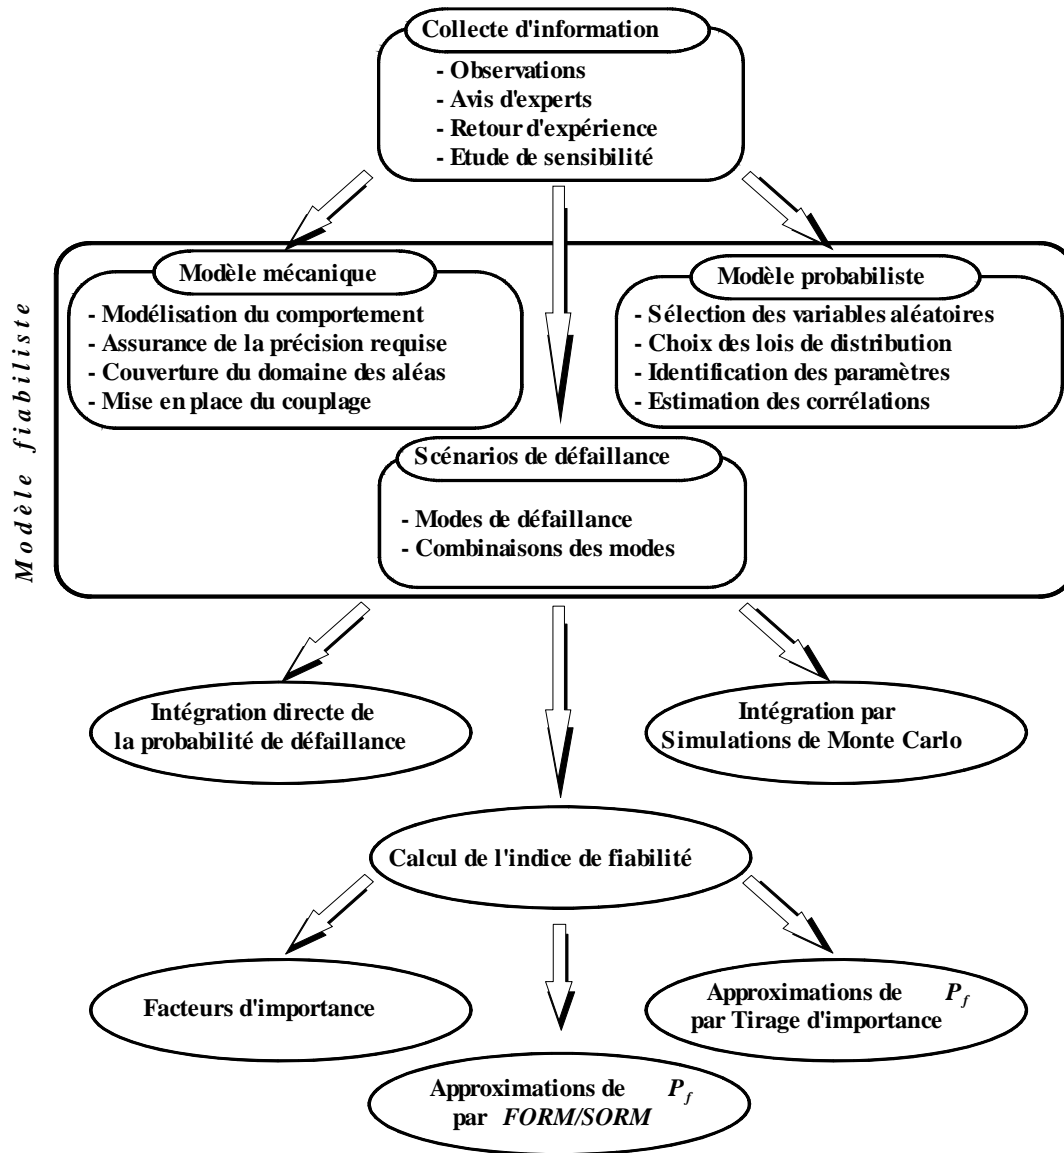 Collecte d'information
- Observations
- Avis d'experts
- Retour d'expérience
- Etude de sensibilité
Modèle fiabiliste
Modèle mécanique
- Modélisation du comportement
- Assurance de la précision requise
- Couverture du domaine des aléas
- Mise en place du couplage
Modèle probabiliste
- Sélection des variables aléatoires
- Choix des lois de distribution
- Identification des paramètres
- Estimation des corrélations
Scénarios de défaillance
- Modes de défaillance
- Combinaisons des modes
Intégration directe de
la probabilité de défaillance
Intégration par
Simulations de Monte Carlo
Calcul de l'indice de fiabilité
Facteurs d'importance
Approximations de P_f
par Tirage d'importance
Approximations de P_f
par FORM/SORM